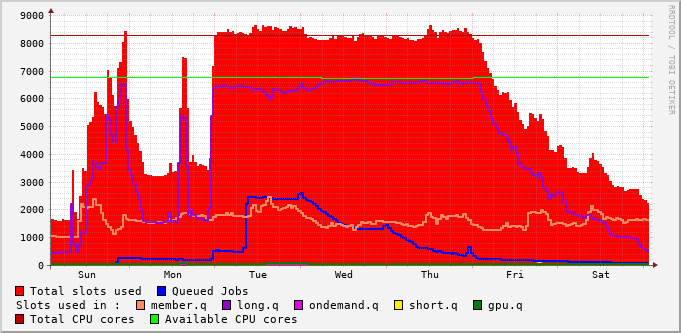 RRDTOOL / TOBI OETIKER
9000
8000
7000
6000
5000
4000
3000
2000
1000
0
Sun Mon Tue Wed Thu Fri Sat
Total slots used Queued Jobs
Slots used in : member.q long.q ondemand.q short.q gpu.q
Total CPU cores Available CPU cores